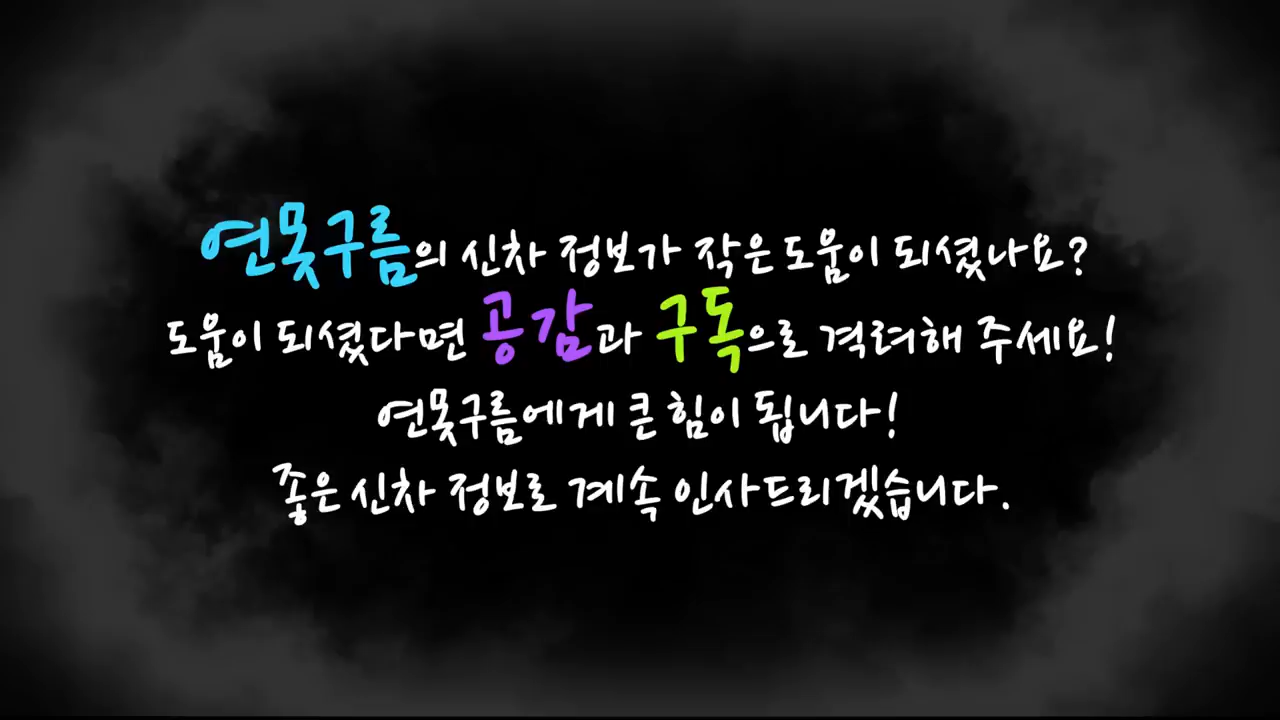 연못구름의 신차 정보가 작은 도움이 되셨나요?
도움이 되셨다면 공감과 구독으로 격려해 주세요!
연못구름에게 큰 힘이 됩니다!
좋은 신차 정보로 계속 인사드리겠습니다.